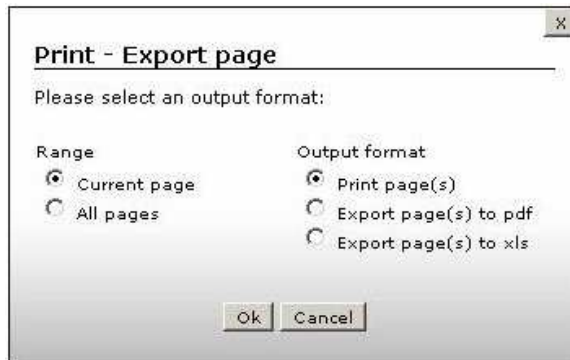 X
Print - Export page
Please select an output format:
Range
Current page
All pages
Output format
Print page(s)
Export page(s) to pdf
Export page(s) to xls
Ok Cancel